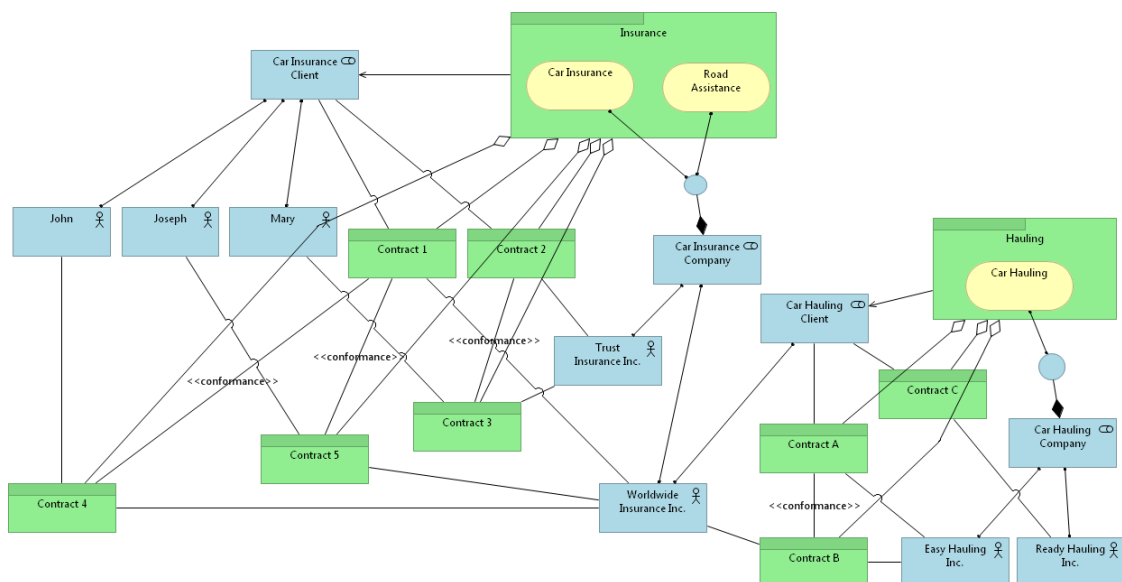 Insurance
Car Insurance
Client
Car Insurance
Road
Assistance
John
Joseph
Mary
Contract 1
Contract 2
Car Insurance
Company
Hauling
Car Hauling
Car Hauling
Client
<<conformance>>
<<conformance>>
<<conformance>>
Trust
Insurance Inc.
Contract 3
Contract C
Contract 5
Contract A
Car Hauling
Company
Contract 4
Worldwide
Insurance Inc.
<<conformance>>
Contract B
Easy Hauling
Inc.
Ready Hauling
Inc.